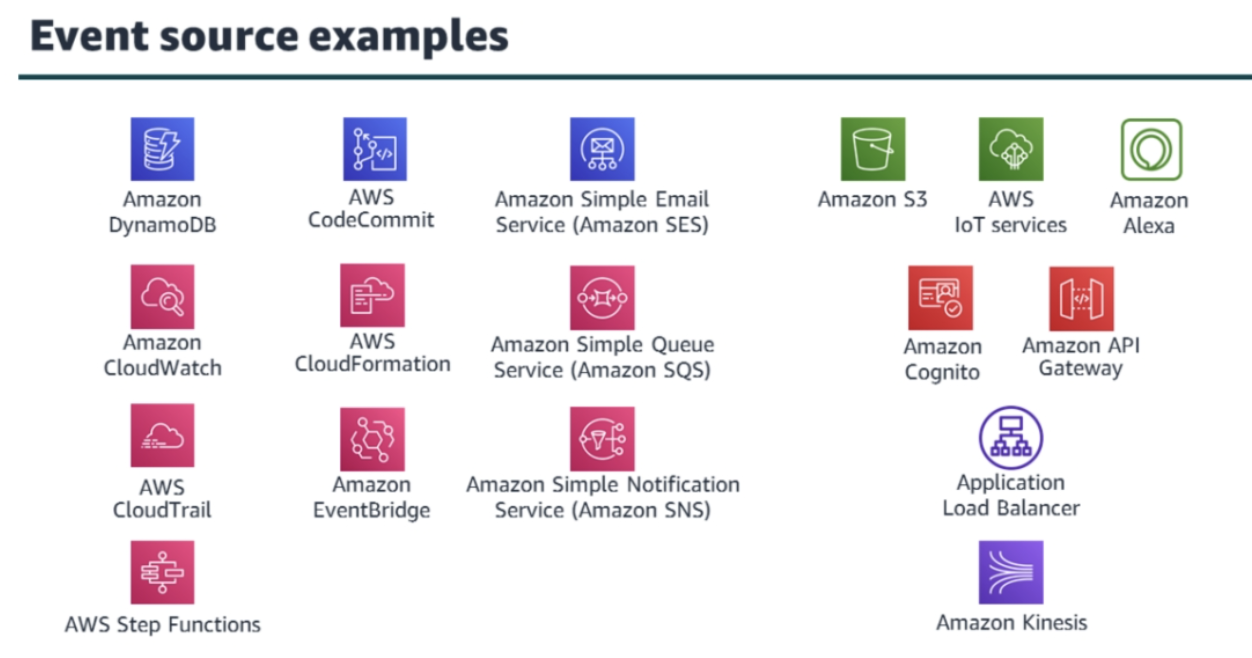 Event source examples
Amazon
DynamoDB
AWS
CodeCommit
Amazon Simple Email
Service (Amazon SES)
Amazon S3
AWS
IoT services
Amazon
Alexa
Amazon
CloudWatch
AWS
CloudFormation
Amazon Simple Queue
Service (Amazon SQS)
Amazon
Cognito
Amazon API
Gateway
AWS
CloudTrail
Amazon
EventBridge
Amazon Simple Notification
Service (Amazon SNS)
Application
Load Balancer
AWS Step Functions
Amazon Kinesis